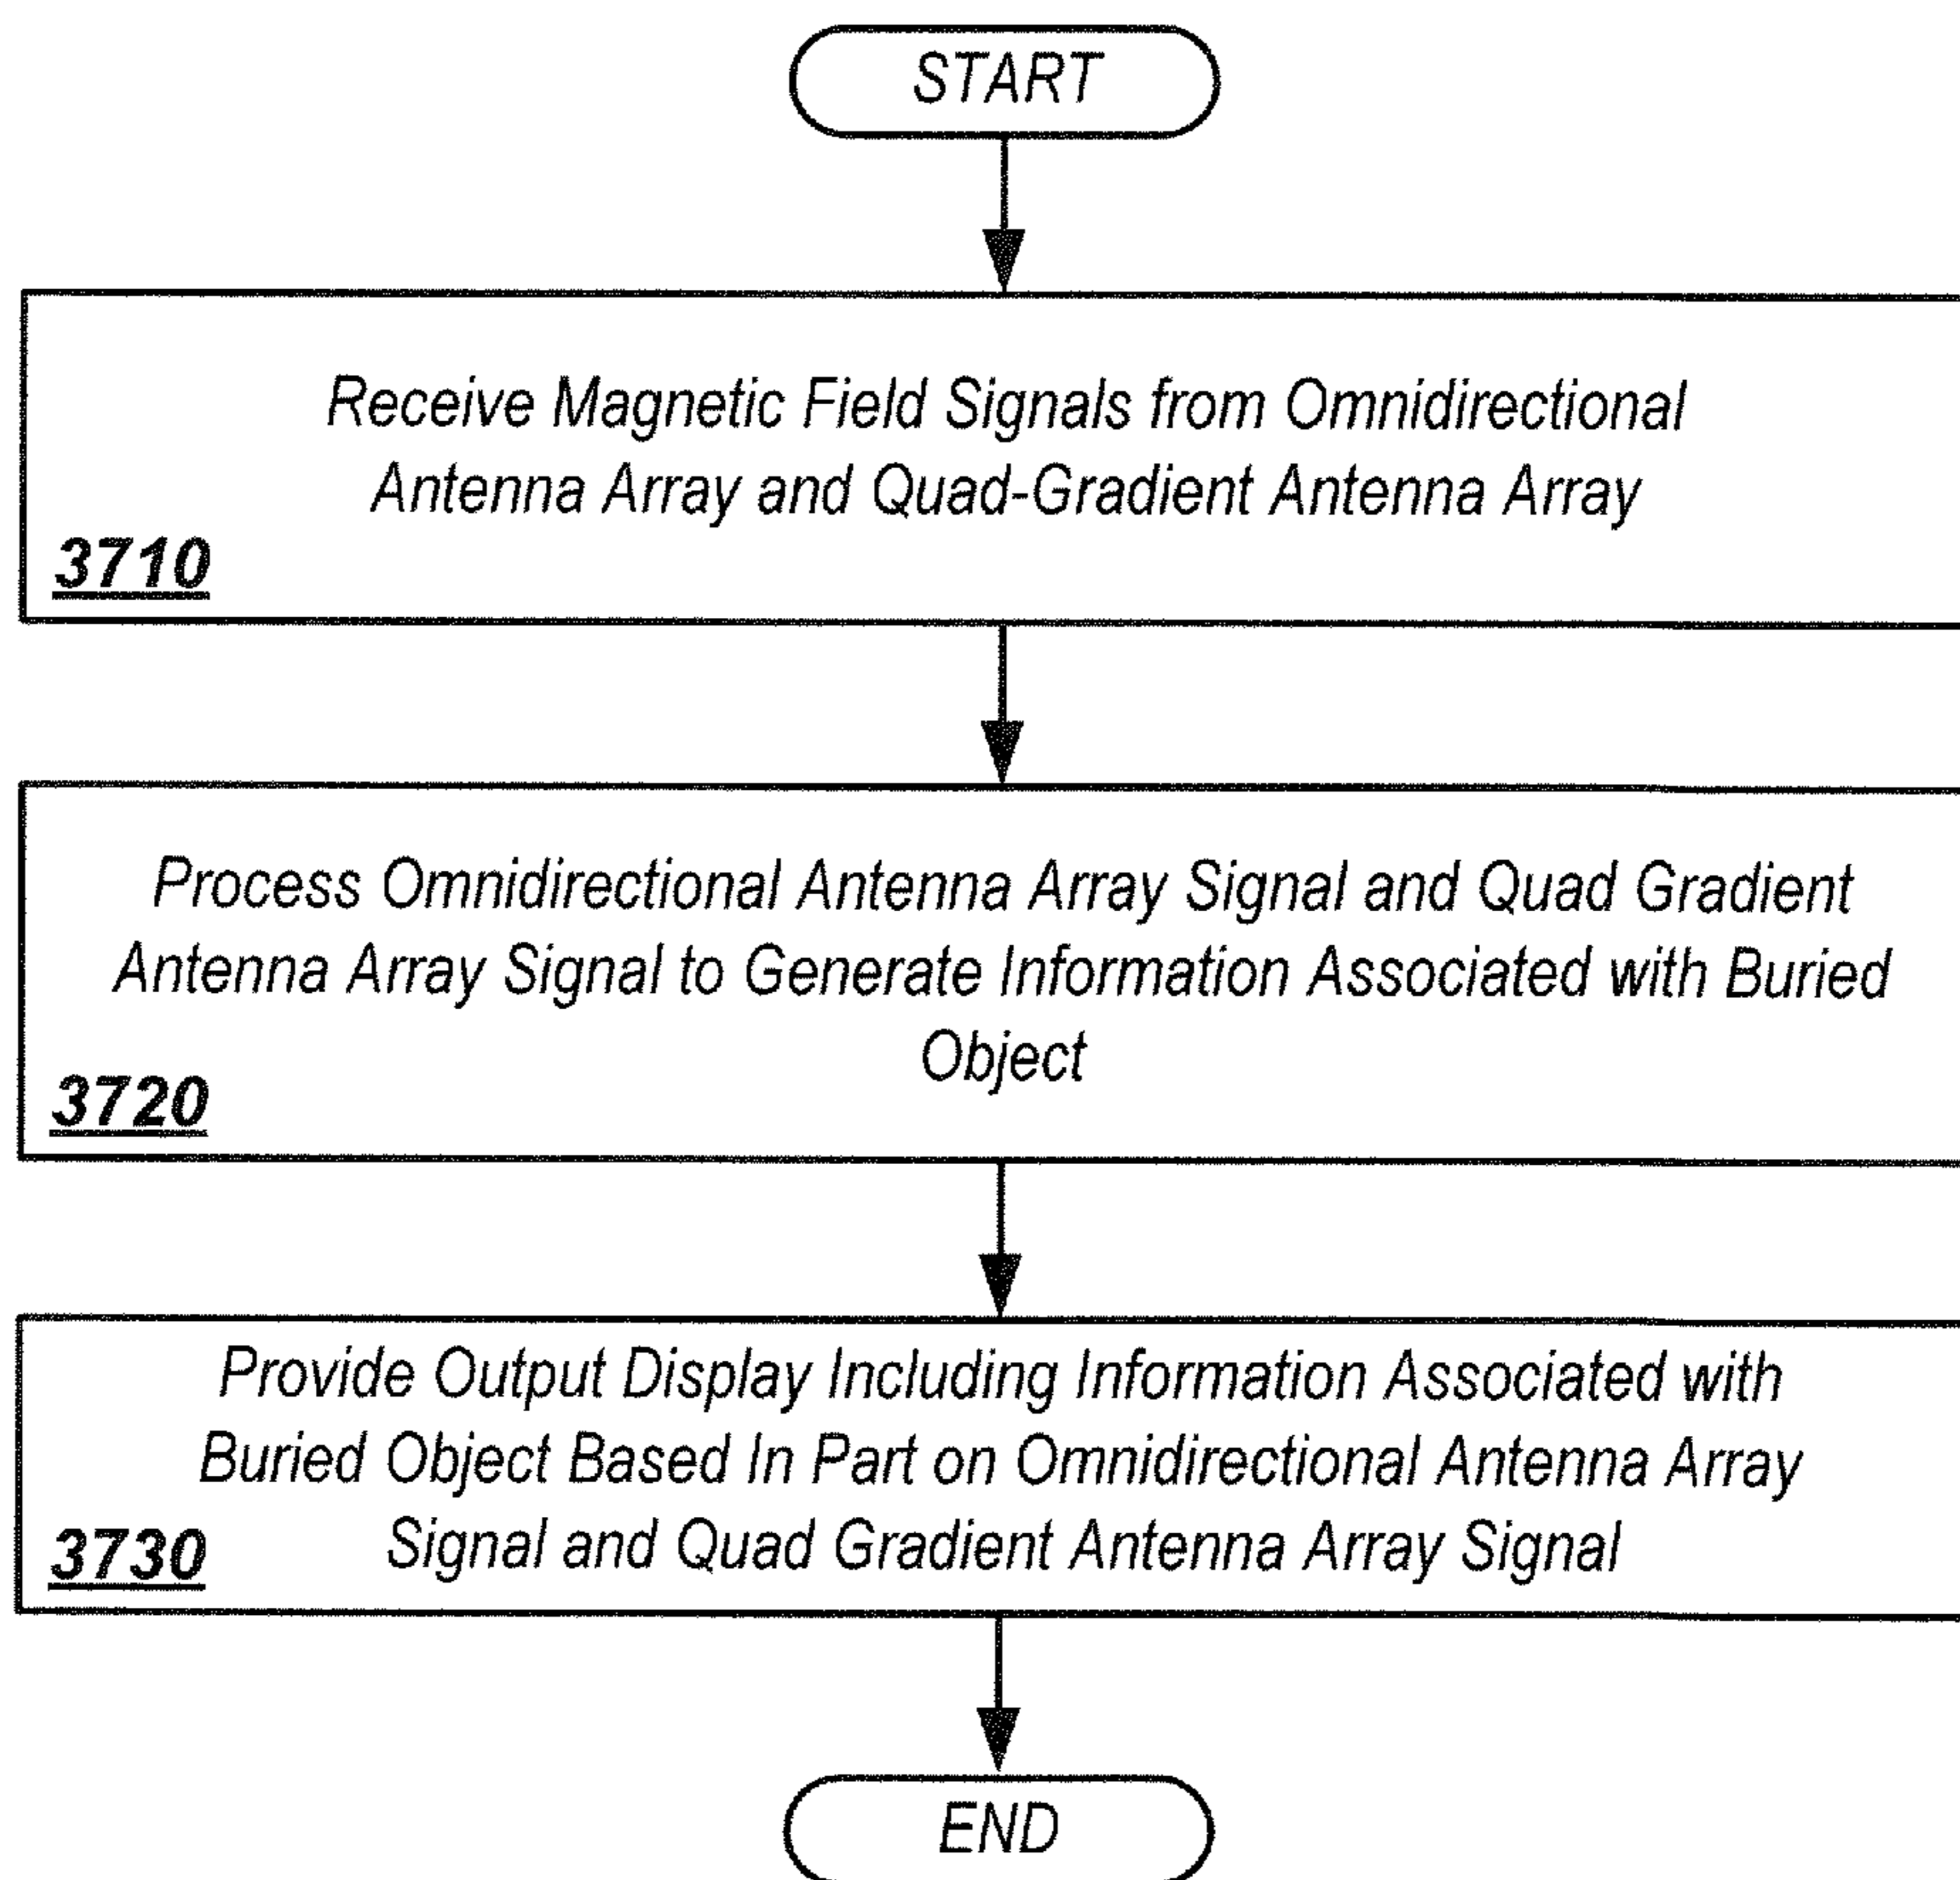 START
Receive Magnetic Field Signals from Omnidirectional
Antenna Array and Quad-Gradient Antenna Array
3710
Process Omnidirectional Antenna Array Signal and Quad Gradient
Antenna Array Signal to Generate Information Associated with Buried
Object
3720
Provide Output Display Including Information Associated with
Buried Object Based In Part on Omnidirectional Antenna Array
Signal and Quad Gradient Antenna Array Signal
3730
END